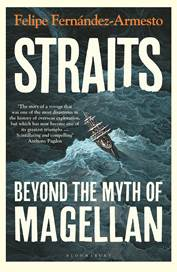 Felipe Fernández-Armesto
STRAITS
'The story of a voyage that
was one of the most disastrous in
the history of overseas exploration,
but which has now become one of
its greatest triumphs —
Scintillating and compelling'
Anthony Pagden
BEYOND THE MYTH OF
MAGELLAN
BLOOMSBURY